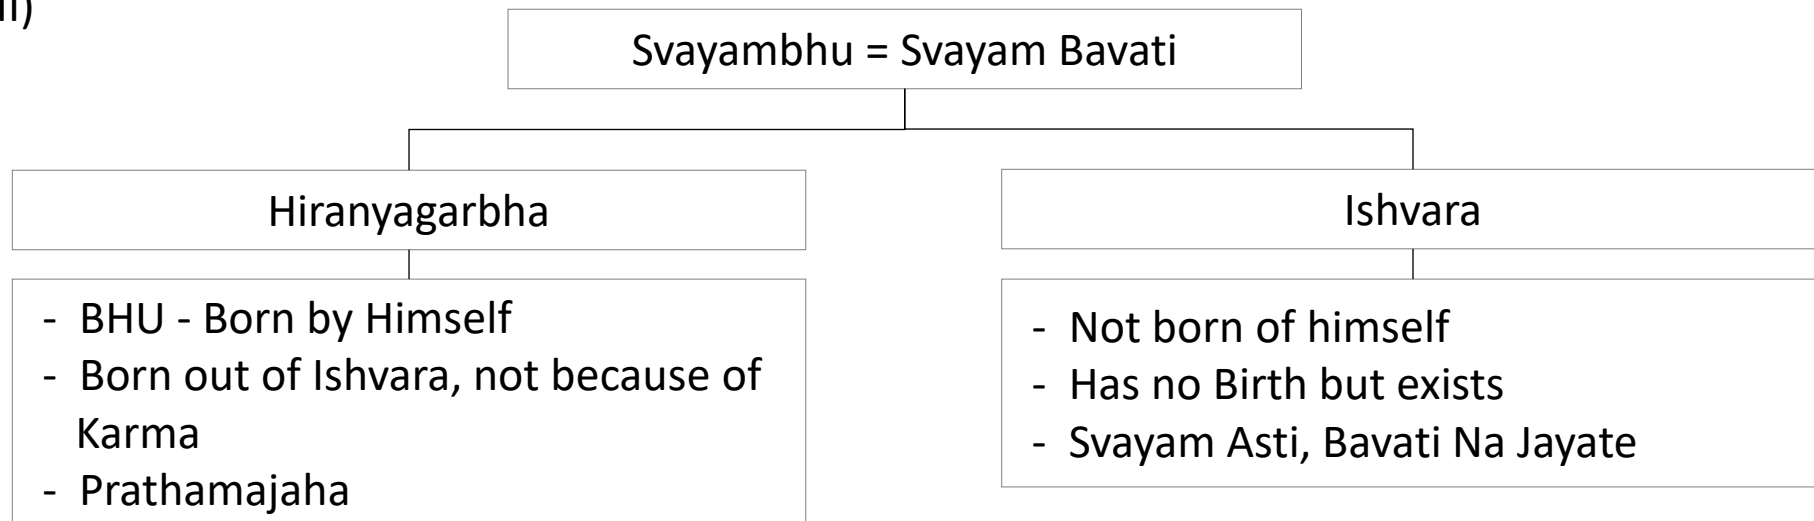 II)
Svayambhu = Svayam Bavati
Hiranyagarbha
Ishvara
- BHU - Born by Himself
- Born out of Ishvara, not because of
Karma
- Prathamajaha
- Not born of himself
- Has no Birth but exists
- Svayam Asti, Bavati Na Jayate